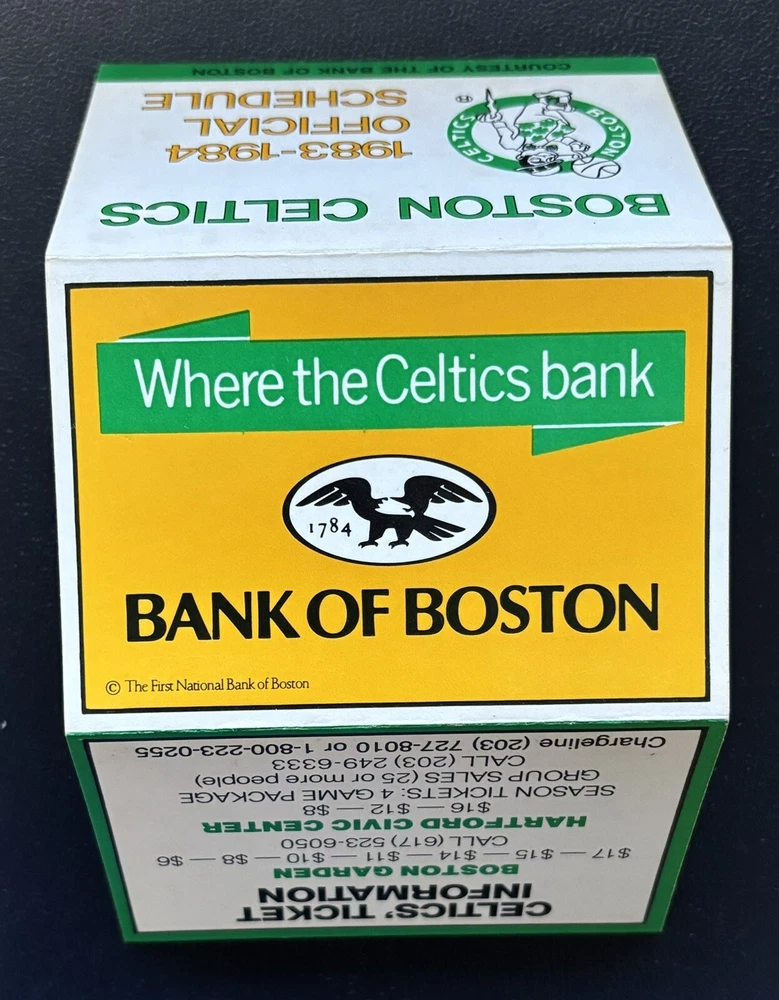 BOSTON CELTICS
1983-1984
OFFICIAL
SCHEDULE
BOSTON
CELTICS
®
COURTESY OF THE BANK OF BOSTON
Where the Celtics bank
1784
BANK OF BOSTON
© The First National Bank of Boston
CELTICS' TICKET
INFORMATION
BOSTON GARDEN
$17 — $15 — $14 — $11 — $10 — $8 — $6
CALL (617) 523-6050
HARTFORD CIVIC CENTER
$16 — $12 — $8
SEASON TICKETS: 4 GAME PACKAGE
GROUP SALES (25 or more people)
CALL (203) 249-6333
Chargeline (203) 727-8010 or 1-800-223-0255